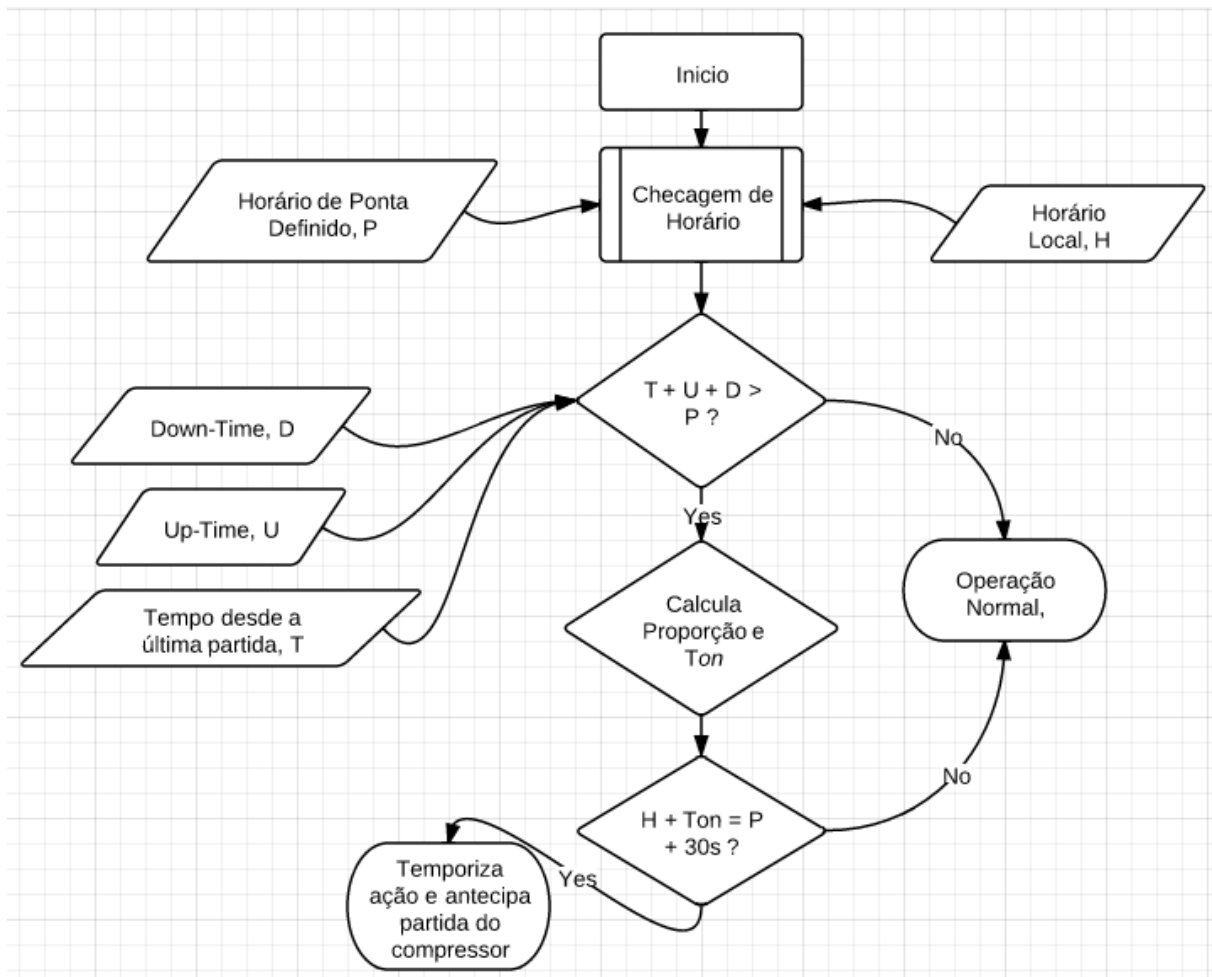 Inicio
Horário de Ponta
Definido, P
Checagem de
Horário
Horário
Local, H
T + U + D >
P ?
Down-Time, D
No
Up-Time, U
Yes
Tempo desde a
última partida, T
Operação
Normal,
Calcula
Proporção e
Ton
No
H + Ton = P
+ 30s ?
Yes
Temporiza
ação e antecipa
partida do
compressor